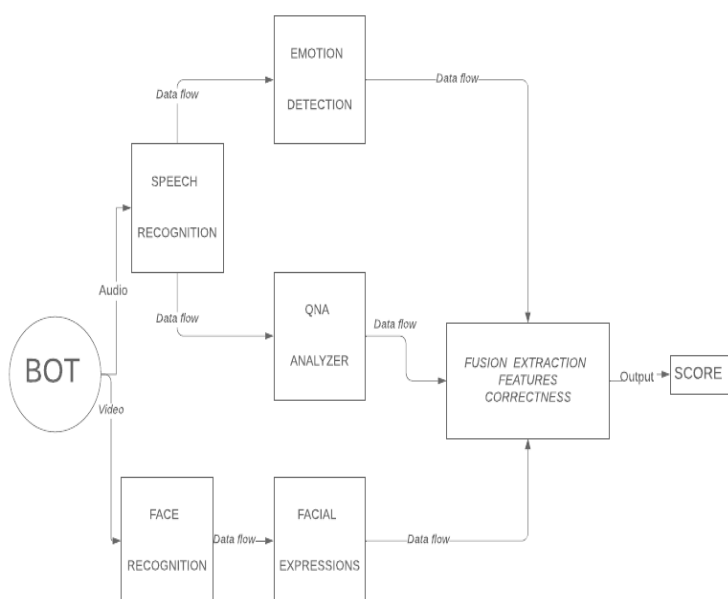 EMOTION
DETECTION
Data flow
Data flow
SPEECH
RECOGNITION
Audio
Data flow
QNA
ANALYZER
Data flow
BOT
Video
FUSION EXTRACTION
FEATURES
CORRECTNESS
Output
SCORE
FACE
RECOGNITION
Data flow
FACIAL
EXPRESSIONS
Data flow